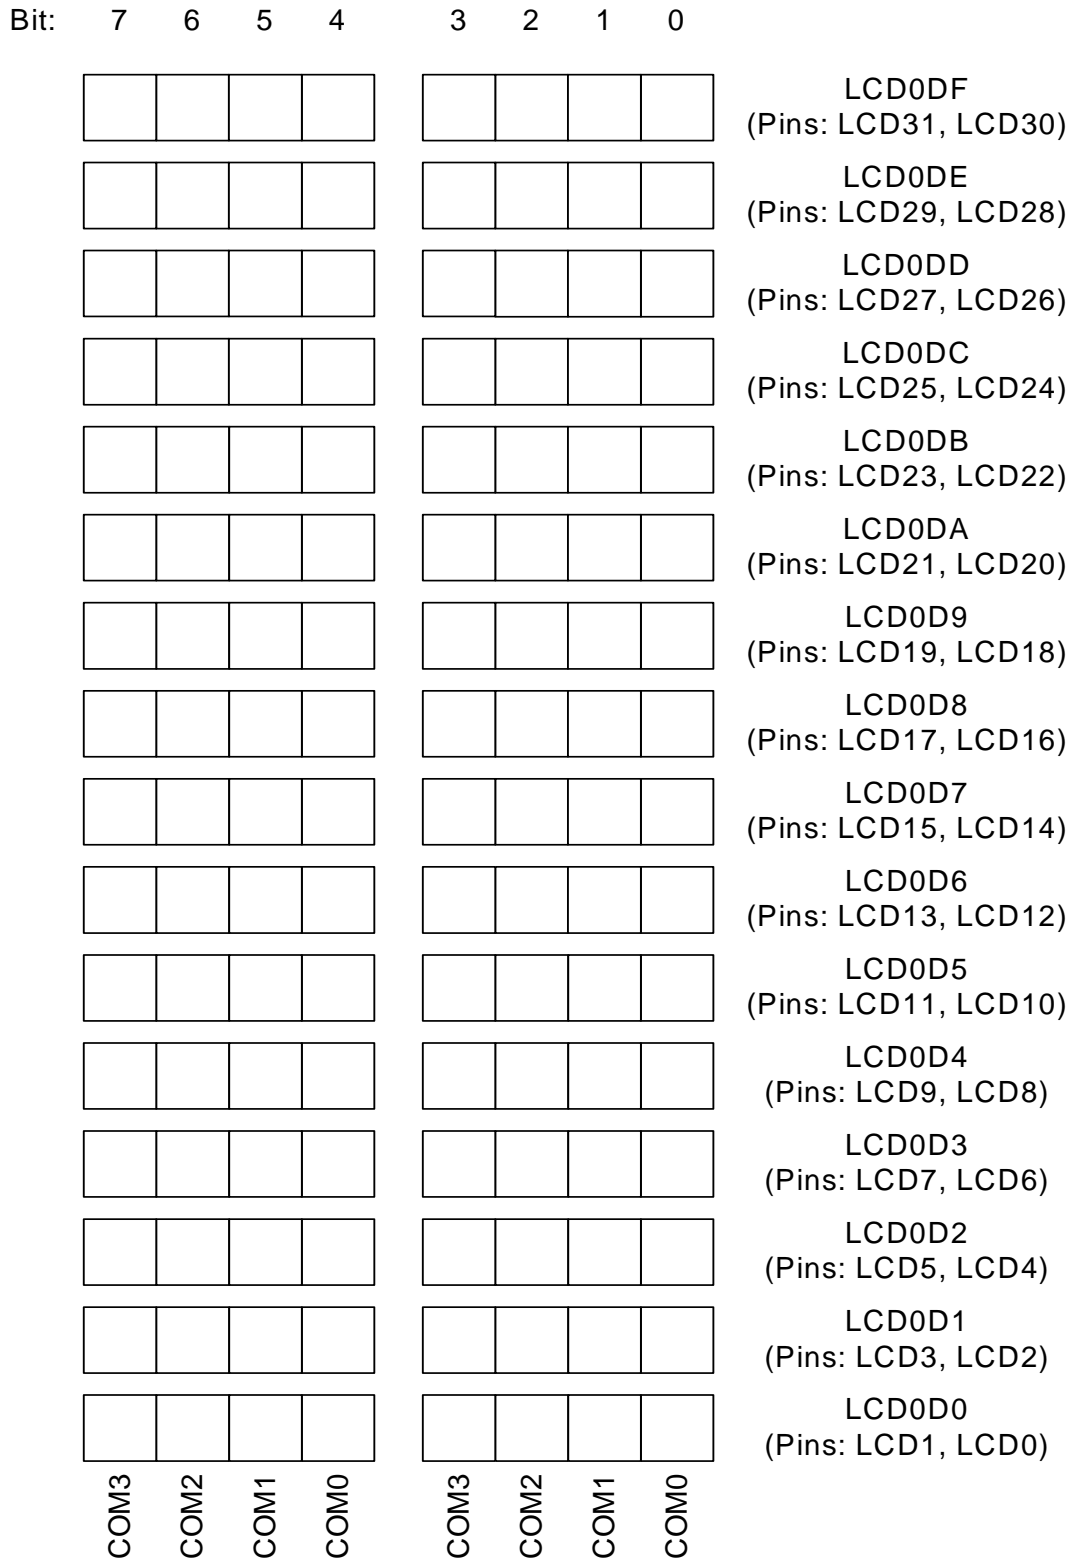 Bit: 7 6 5 4 3 2 1 0
LCD0DF
(Pins: LCD31, LCD30)
LCD0DE
(Pins: LCD29, LCD28)
LCD0DD
(Pins: LCD27, LCD26)
LCD0DC
(Pins: LCD25, LCD24)
LCD0DB
(Pins: LCD23, LCD22)
LCD0DA
(Pins: LCD21, LCD20)
LCD0D9
(Pins: LCD19, LCD18)
LCD0D8
(Pins: LCD17, LCD16)
LCD0D7
(Pins: LCD15, LCD14)
LCD0D6
(Pins: LCD13, LCD12)
LCD0D5
(Pins: LCD11, LCD10)
LCD0D4
(Pins: LCD9, LCD8)
LCD0D3
(Pins: LCD7, LCD6)
LCD0D2
(Pins: LCD5, LCD4)
LCD0D1
(Pins: LCD3, LCD2)
LCD0D0
(Pins: LCD1, LCD0)
COM3 COM2 COM1 COM0 COM3 COM2 COM1 COM0